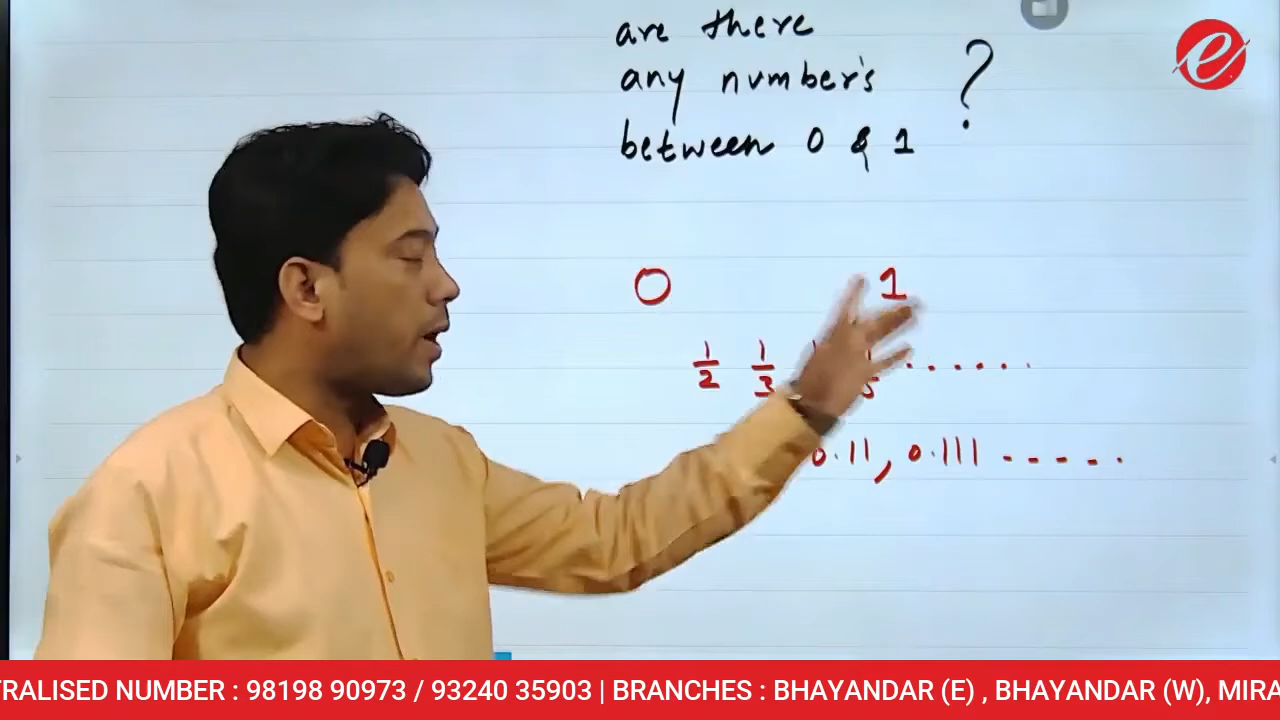 are there
any number's ?
between 0 & 1
0 1
1/2 1/3 ......
0.11, 0.111 -----
e
TRALISED NUMBER : 98198 90973 / 93240 35903 | BRANCHES : BHAYANDAR (E) , BHAYANDAR (W), MIRA